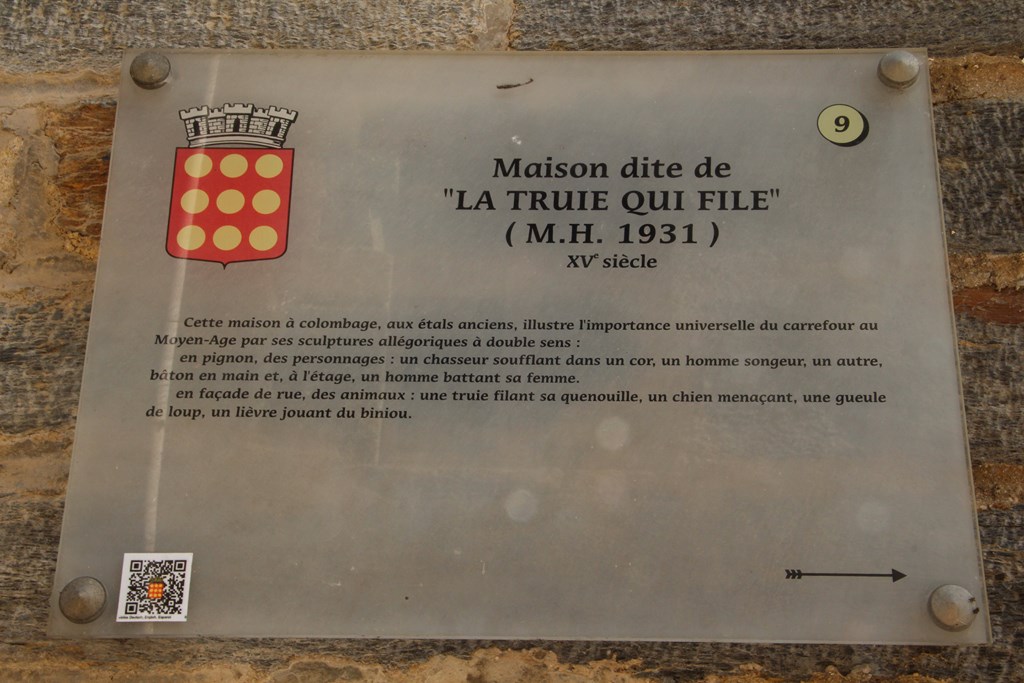 9
Maison dite de
"LA TRUIE QUI FILE"
( M.H. 1931 )
XVe siècle
Cette maison à colombage, aux étals anciens, illustre l'importance universelle du carrefour au
Moyen-Age par ses sculptures allégoriques à double sens :
en pignon, des personnages : un chasseur soufflant dans un cor, un homme songeur, un autre,
bâton en main et, à l'étage, un homme battant sa femme.
en façade de rue, des animaux : une truie filant sa quenouille, un chien menaçant, une gueule
de loup, un lièvre jouant du biniou.